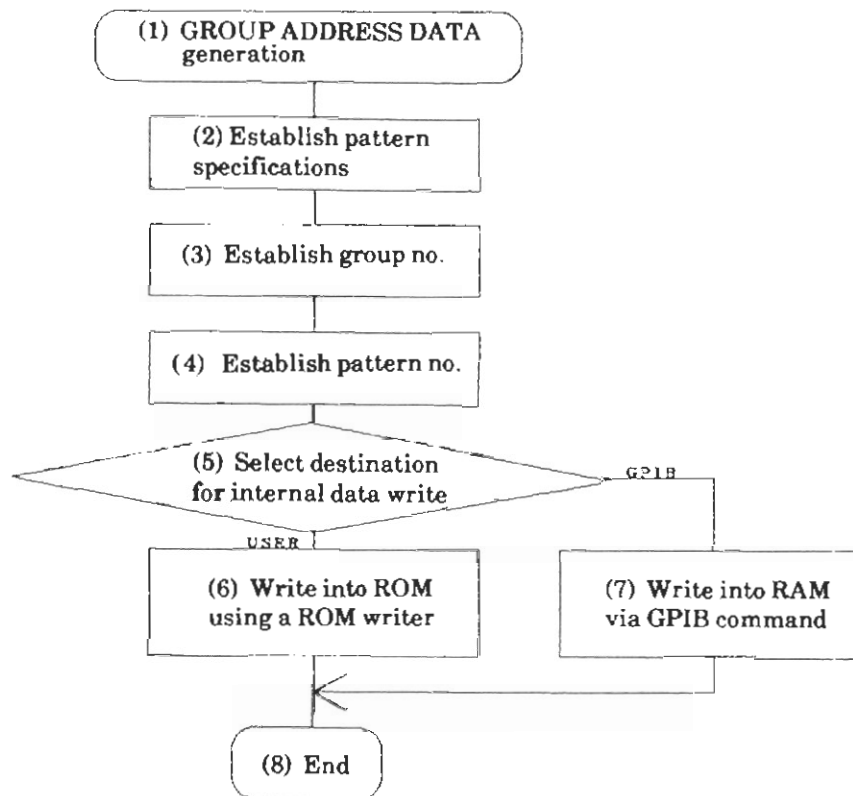 (1) GROUP ADDRESS DATA
generation
(2) Establish pattern
specifications
(3) Establish group no.
(4) Establish pattern no.
(5) Select destination
for internal data write
GPIB
USER
(6) Write into ROM
using a ROM writer
(7) Write into RAM
via GPIB command
(8) End